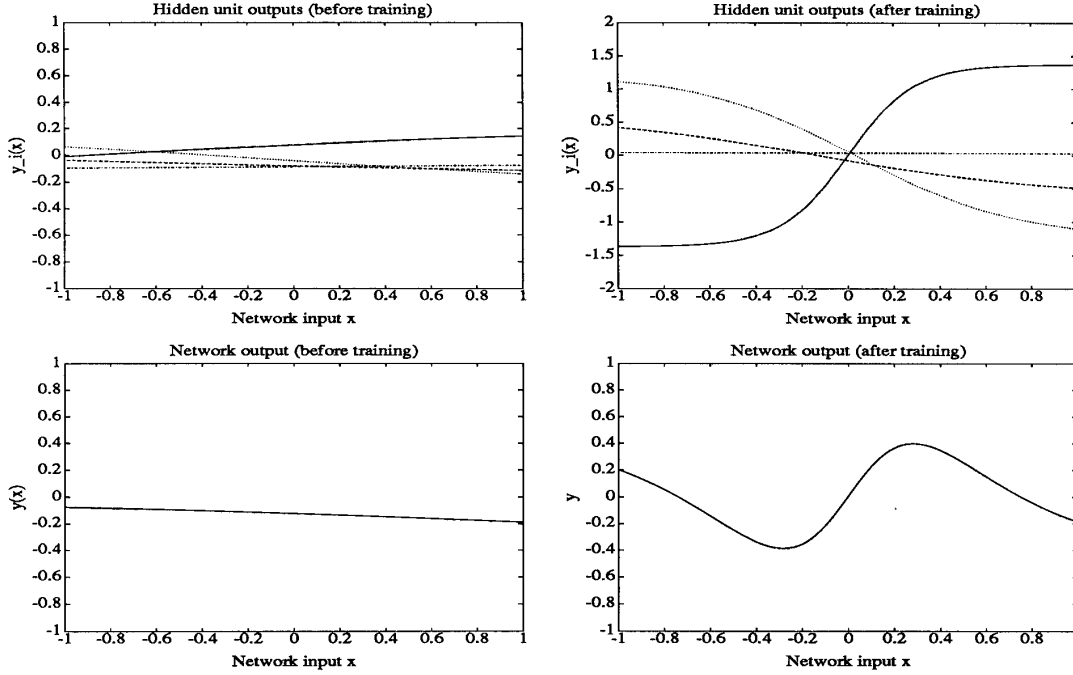 Hidden unit outputs (before training)
1
0.8
0.6
0.4
0.2
0
-0.2
-0.4
-0.6
-0.8
-1
y_i(x)
-1 -0.8 -0.6 -0.4 -0.2 0 0.2 0.4 0.6 0.8 1
Network input x
Hidden unit outputs (after training)
2
1.5
1
0.5
0
-0.5
-1
-1.5
-2
y_i(x)
-1 -0.8 -0.6 -0.4 -0.2 0 0.2 0.4 0.6 0.8
Network input x
Network output (before training)
1
0.8
0.6
0.4
0.2
0
-0.2
-0.4
-0.6
-0.8
-1
y(x)
-1 -0.8 -0.6 -0.4 -0.2 0 0.2 0.4 0.6 0.8 1
Network input x
Network output (after training)
1
0.8
0.6
0.4
0.2
0
-0.2
-0.4
-0.6
-0.8
-1
y
-1 -0.8 -0.6 -0.4 -0.2 0 0.2 0.4 0.6 0.8
Network input x